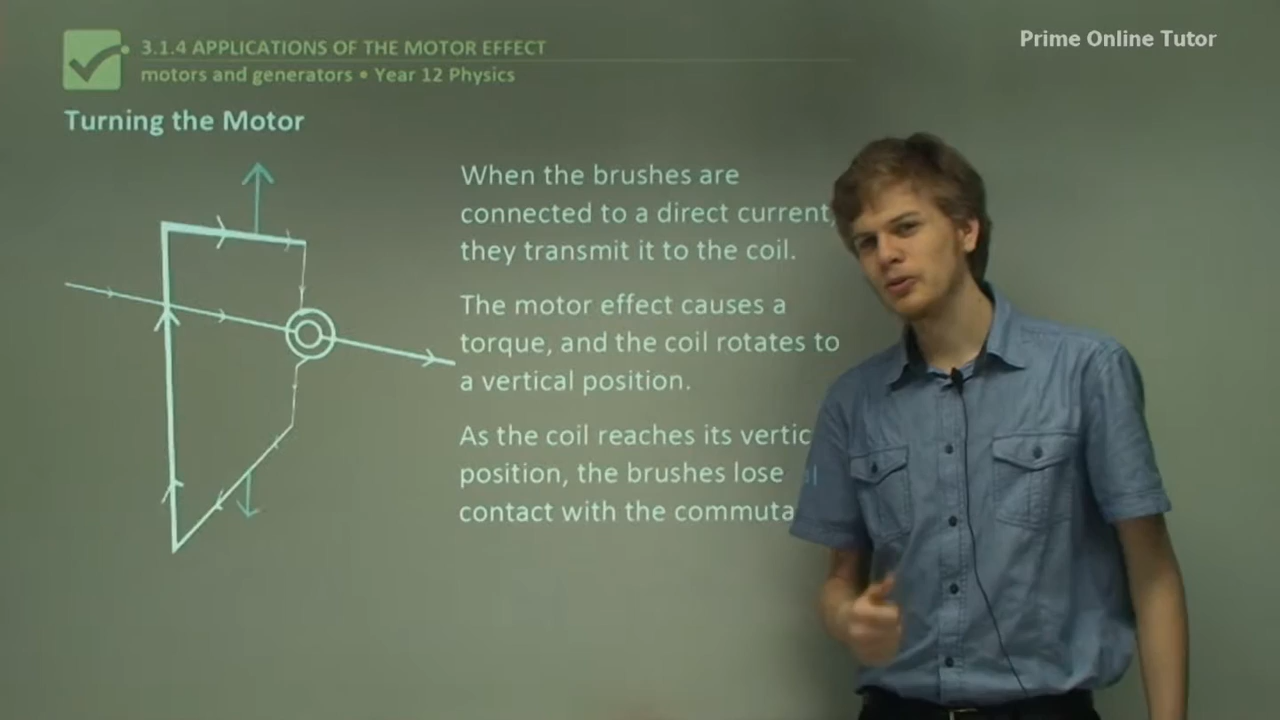 Prime Online Tutor
3.1.4 APPLICATIONS OF THE MOTOR EFFECT
motors and generators • Year 12 Physics
Turning the Motor
When the brushes are
connected to a direct current,
they transmit it to the coil.
The motor effect causes a
torque, and the coil rotates to
a vertical position.
As the coil reaches its
position, the brushes lose
contact with the